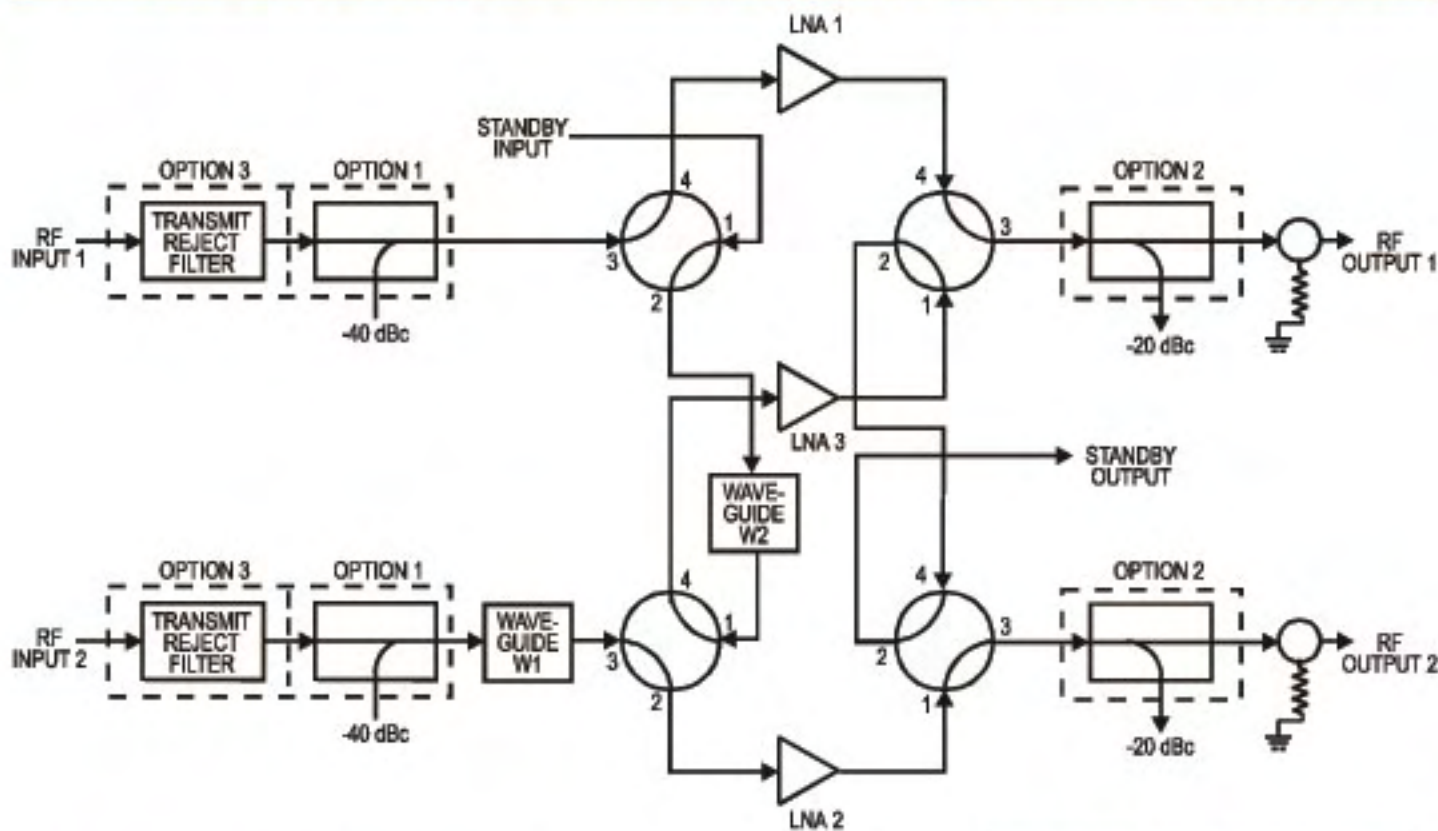 LNA 1
STANDBY
INPUT
OPTION 3
OPTION 1
OPTION 2
TRANSMIT
REJECT
FILTER
RF
INPUT 1
-40 dBc
4
1
3
2
4
3
2
1
-20 dBc
RF
OUTPUT 1
LNA 3
STANDBY
OUTPUT
WAVE-
GUIDE
W2
OPTION 3
OPTION 1
OPTION 2
TRANSMIT
REJECT
FILTER
RF
INPUT 2
-40 dBc
WAVE-
GUIDE
W1
4
1
3
2
4
3
2
1
-20 dBc
RF
OUTPUT 2
LNA 2